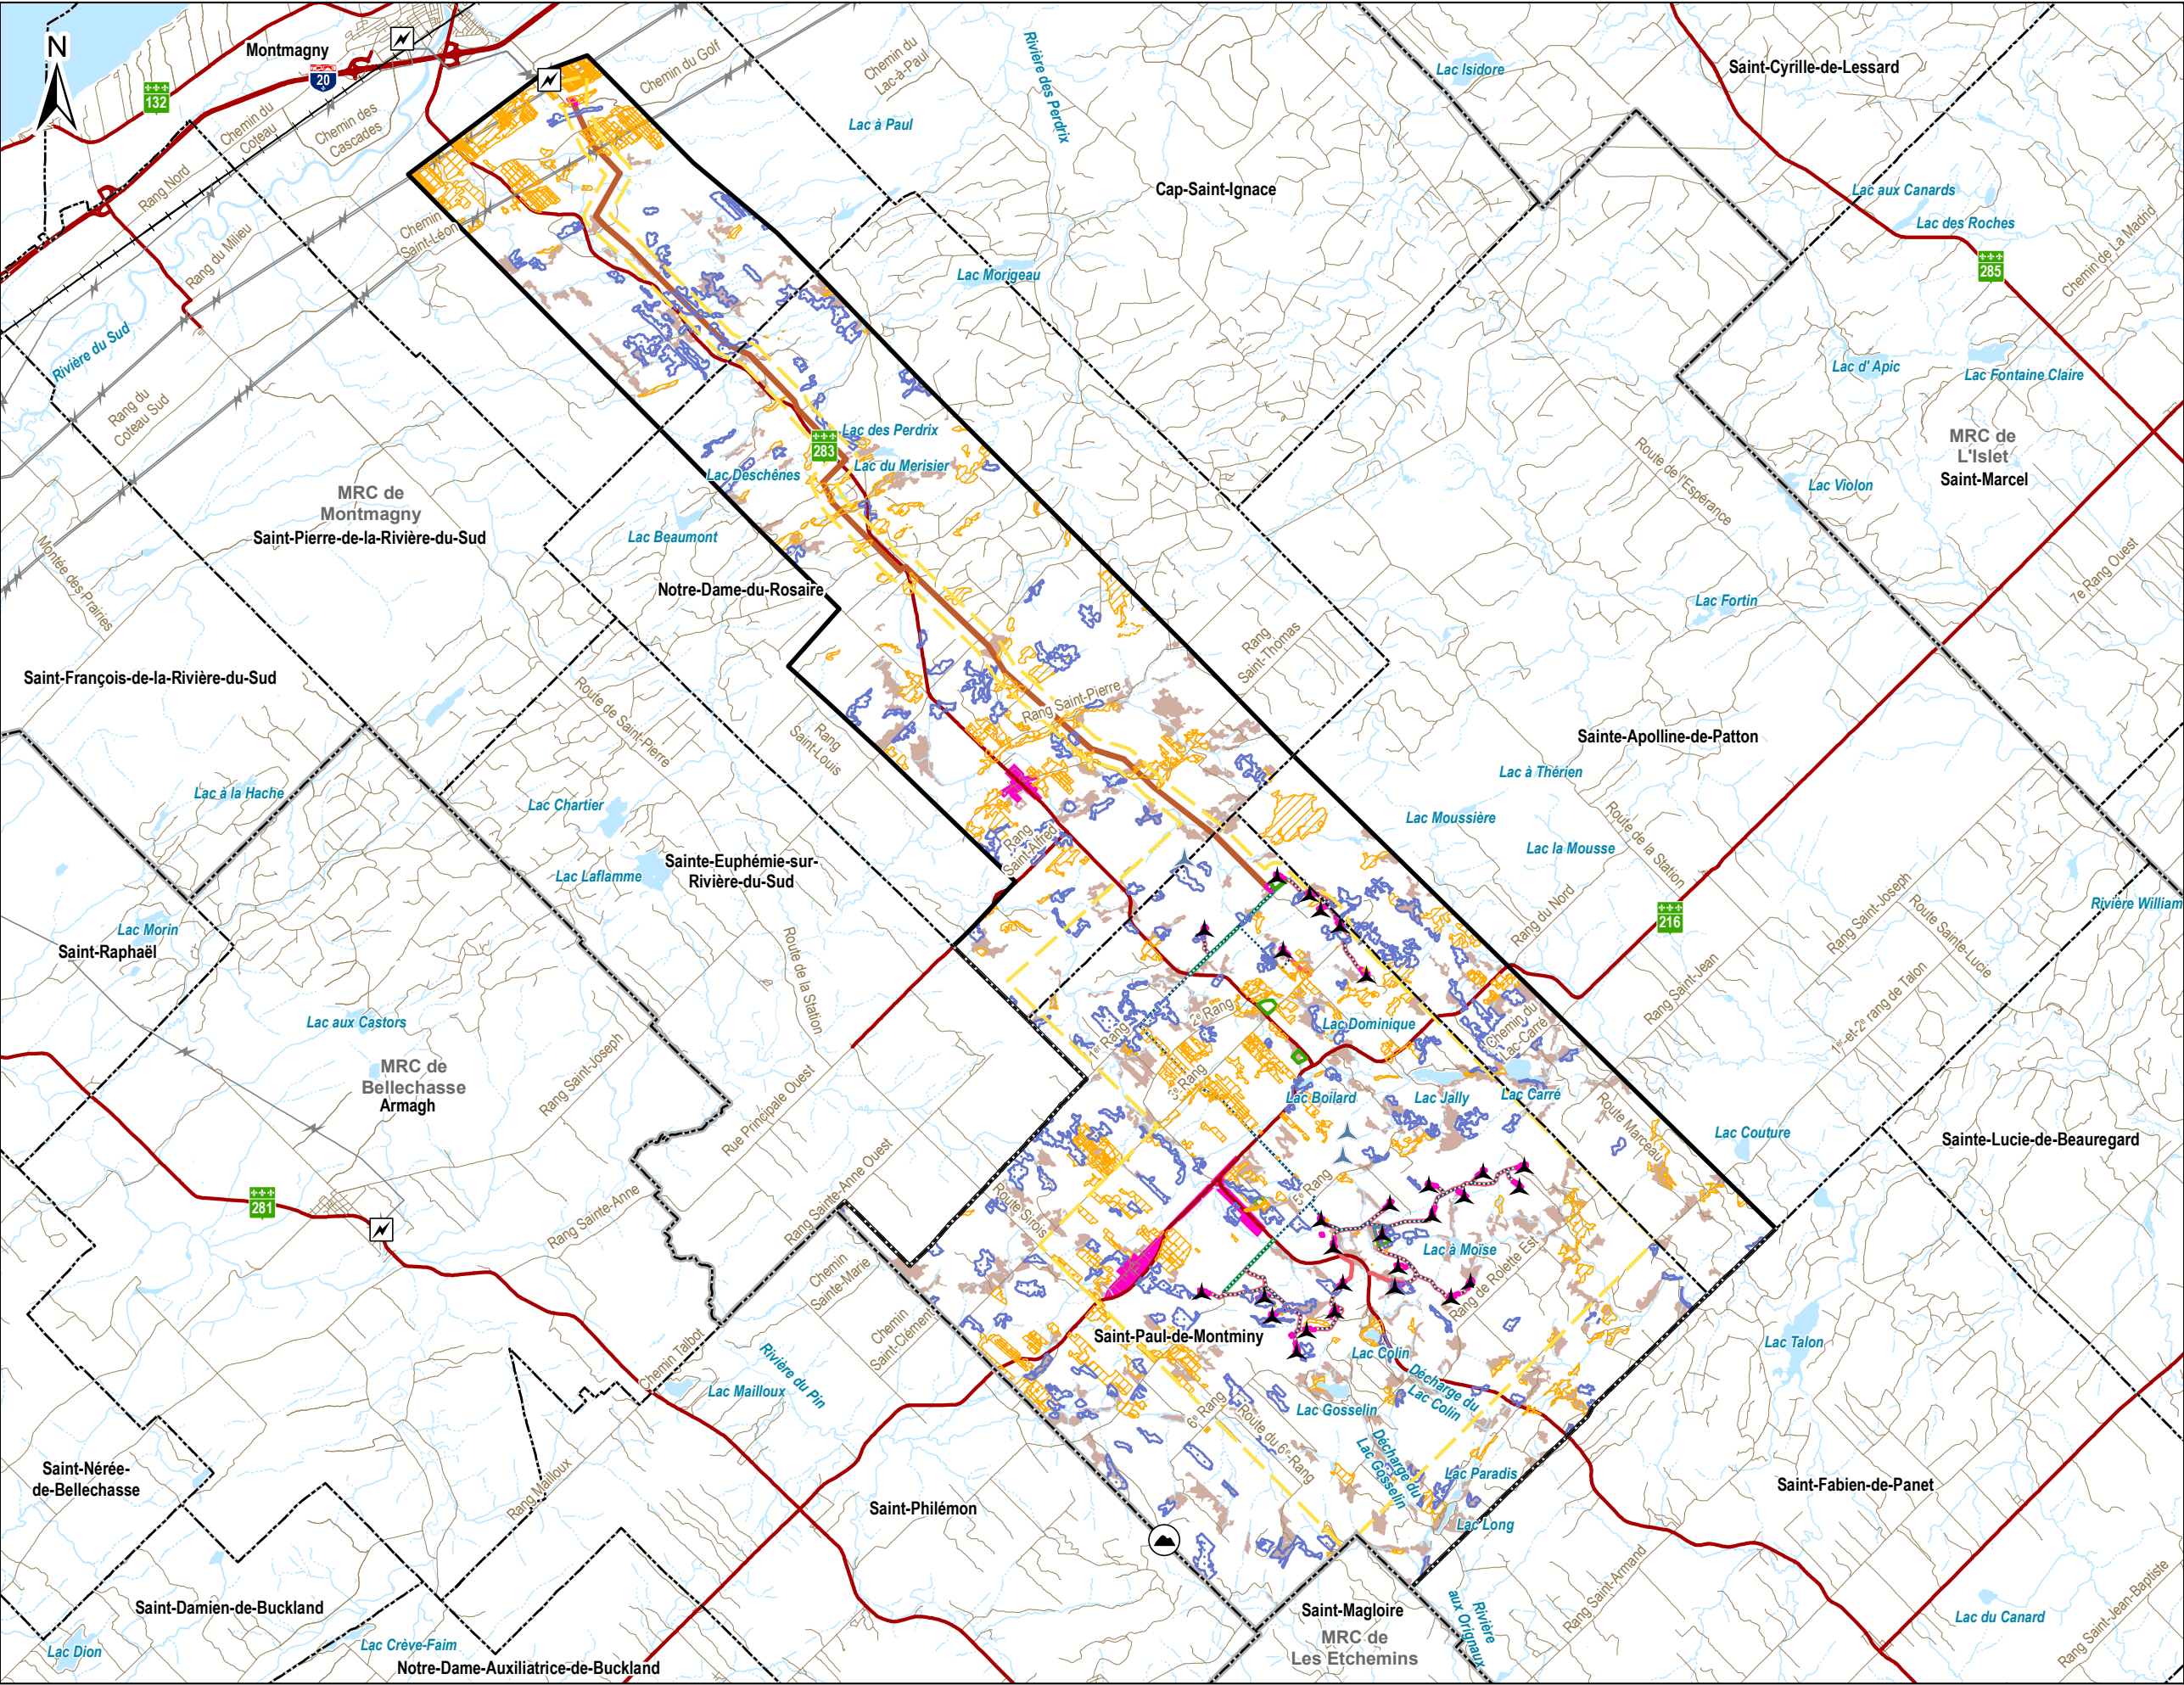 N
Montmagny
20
132
Chemin du
Coteau
Chemin des
Cascades
Rang Nord
Rang du Milieu
Chemin
Saint-Léon
Chemin du Golf
Chemin du
Lac-à-Paul
Lac à Paul
Rivière des Perdrix
Lac Isidore
Saint-Cyrille-de-Lessard
Cap-Saint-Ignace
Lac aux Canards
Lac des Roches
285
Chemin de La Madrid
Lac Morigeau
Rivière du Sud
Rang du
Coteau Sud
Lac d' Apic
Lac Fontaine Claire
MRC de
L'Islet
Saint-Marcel
Lac des Perdrix
283
Lac du Merisier
Lac Deschênes
Route de l'Espérance
Lac Violon
MRC de
Montmagny
Saint-Pierre-de-la-Rivière-du-Sud
Lac Beaumont
Montée des Prairies
Notre-Dame-du-Rosaire
Lac Fortin
7e Rang Ouest
Rang
Saint-Thomas
Saint-François-de-la-Rivière-du-Sud
Route de Saint-Pierre
Rang Saint-Pierre
Rang
Saint-Louis
Sainte-Apolline-de-Patton
Lac à Thérien
Lac à la Hache
Lac Chartier
Lac Moussière
Route de la Station
Lac la Mousse
Rang
Saint-Alfred
Sainte-Euphémie-sur-
Rivière-du-Sud
Lac Laflamme
Rivière William
Lac Morin
Saint-Raphaël
216
Rang du Nord
Rang Saint-Joseph
Route Sainte-Lucie
Route de la Station
Rang Saint-Jean
1er-et-2e rang de Talon
Lac aux Castors
2e Rang
1er Rang
Lac Dominique
Chemin du
Lac-Carré
MRC de
Bellechasse
Armagh
Rang Saint-Joseph
3e Rang
Lac Boilard
Lac Jally
Lac Carré
Rue Principale Ouest
Route Marceau
Lac Couture
Sainte-Lucie-de-Beauregard
281
Rang Sainte-Anne
Rang Sainte-Anne Ouest
Route Sirois
5e Rang
Lac à Moïse
Chemin
Sainte-Marie
Rang de Rolette Est
Chemin
Saint-Clément
Saint-Paul-de-Montminy
Lac Colin
Lac Talon
Chemin Talbot
Rivière du Pin
Lac Mailloux
Décharge du
Lac Colin
Lac Gosselin
6e Rang
Route du 6e-Rang
Décharge du
Lac Gosselin
Saint-Nérée-
de-Bellechasse
Rang Mailloux
Lac Paradis
Saint-Fabien-de-Panet
Saint-Philémon
Lac Long
Rang Saint-Armand
Saint-Damien-de-Buckland
Saint-Magloire
MRC de
Les Etchemins
Rivière
aux Orignaux
Lac du Canard
Rang Saint-Jean-Baptiste
Lac Dion
Lac Crève-Faim
Notre-Dame-Auxiliatrice-de-Buckland